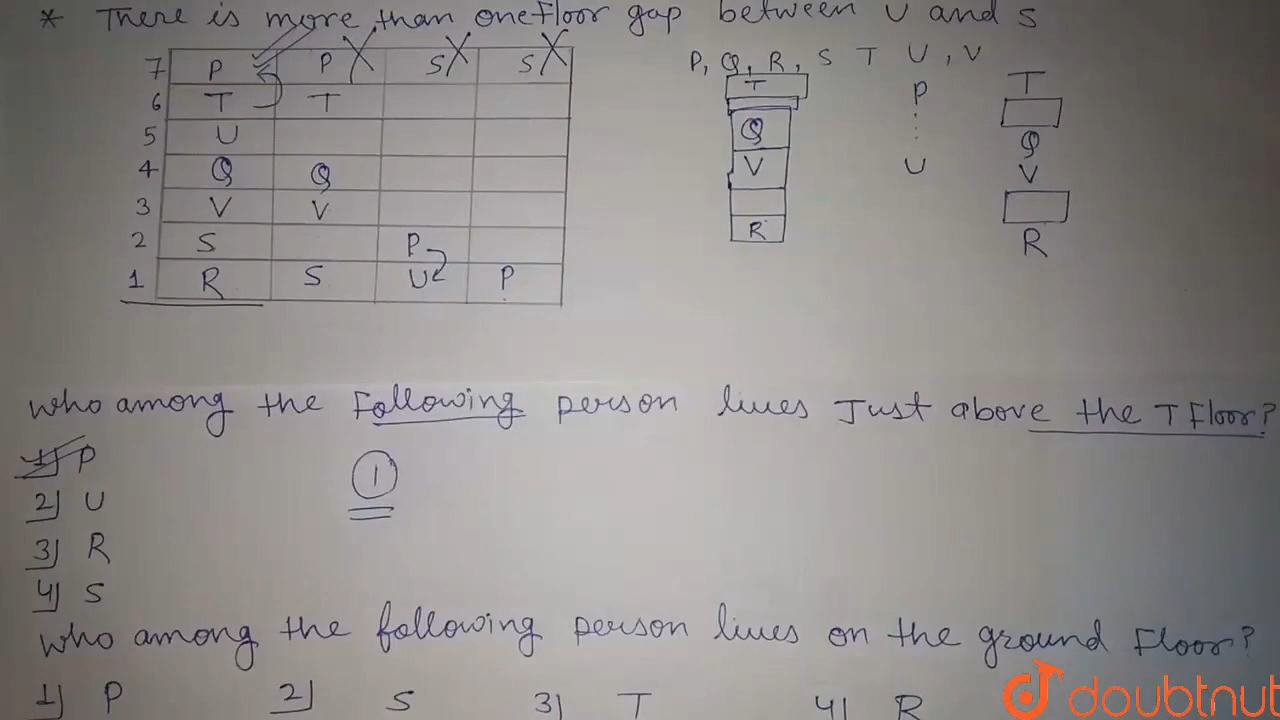 * There is more than one floor gap between U and S
P, Q, R, S T U, V
7 P P S S
6 T T
5 U
4 Q Q
3 V V
2 S P
1 R S U P
T
Q
V
R
P
U
T
Q
V
R
who among the following person lives Just above the T Floor?
1) P
1
2) U
3) R
4) S
who among the following person lives on the ground Floor?
1) P 2) S 3) T 4) R
doubtnut